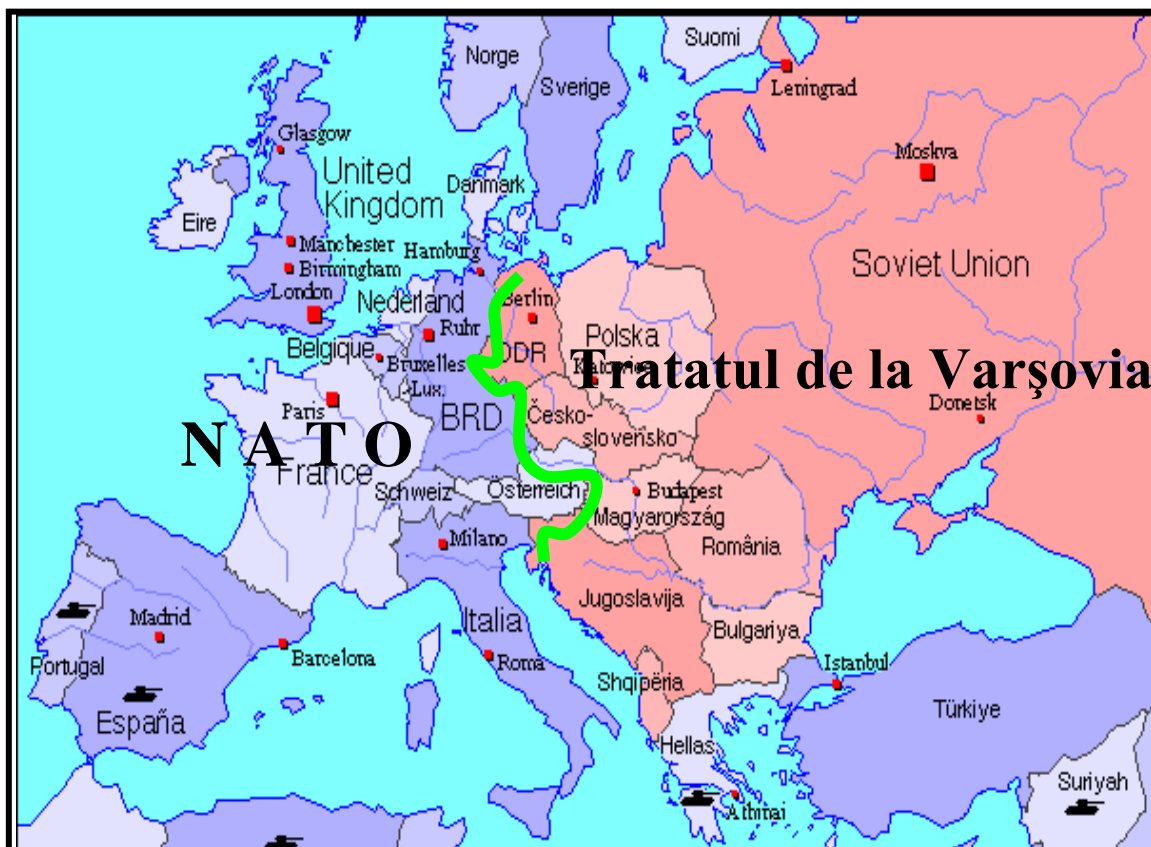 Suomi
Norge
Sverige
Leningrad
Glasgow
Moskva
United
Kingdom
Danmark
Eire
Manchester
Hamburg
Birmingham
Soviet Union
London
Nederland
Berlin
Ruhr
Polska
Belgique
DDR
Bruxelles
Katowice
Tratatul de la Varşovia
Lux.
Paris
Donetsk
BRD
Česko-
slovensko
N A T O
France
Schweiz
Österreich
Budapest
Magyarország
Milano
România
Jugoslavija
Madrid
Italia
Bulgariya
Portugal
Barcelona
Roma
Istanbul
Shqipëria
España
Türkiye
Hellas
Suriyah
Athinai